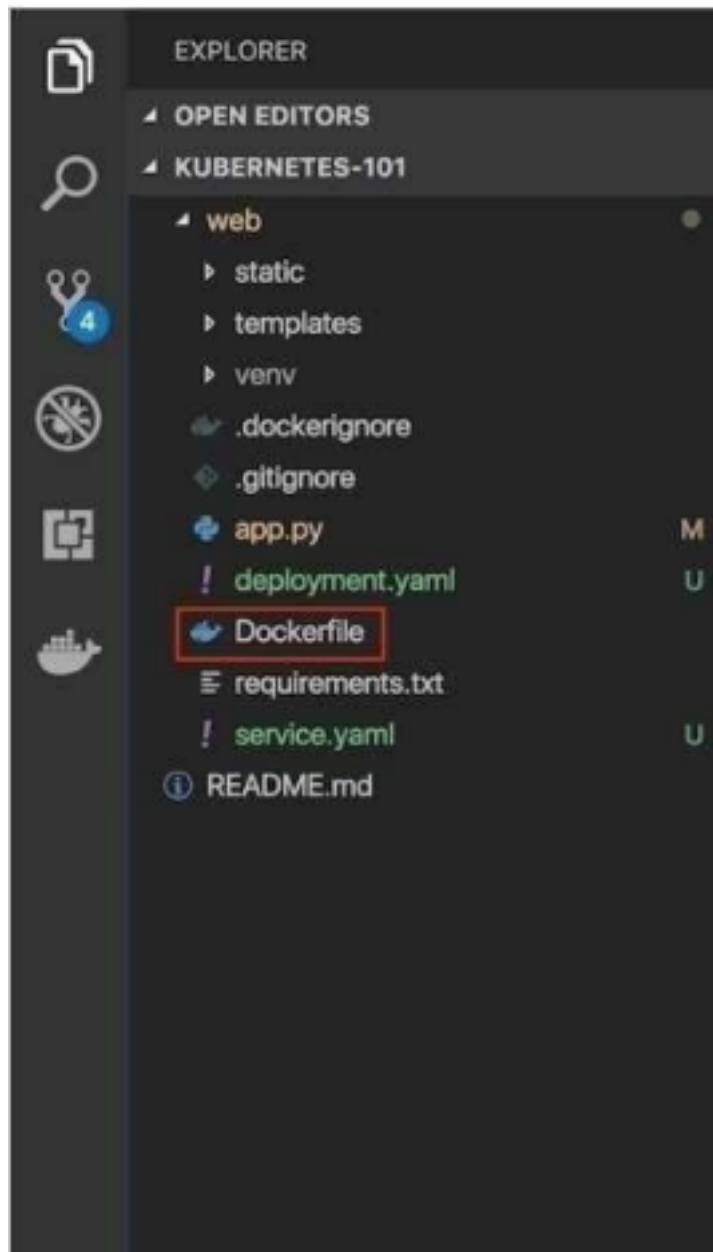 EXPLORER
OPEN EDITORS
KUBERNETES-101
web
static
4
templates
venv
.dockerignore
.gitignore
app.py M
! deployment.yaml U
Dockerfile
requirements.txt
! service.yaml U
README.md